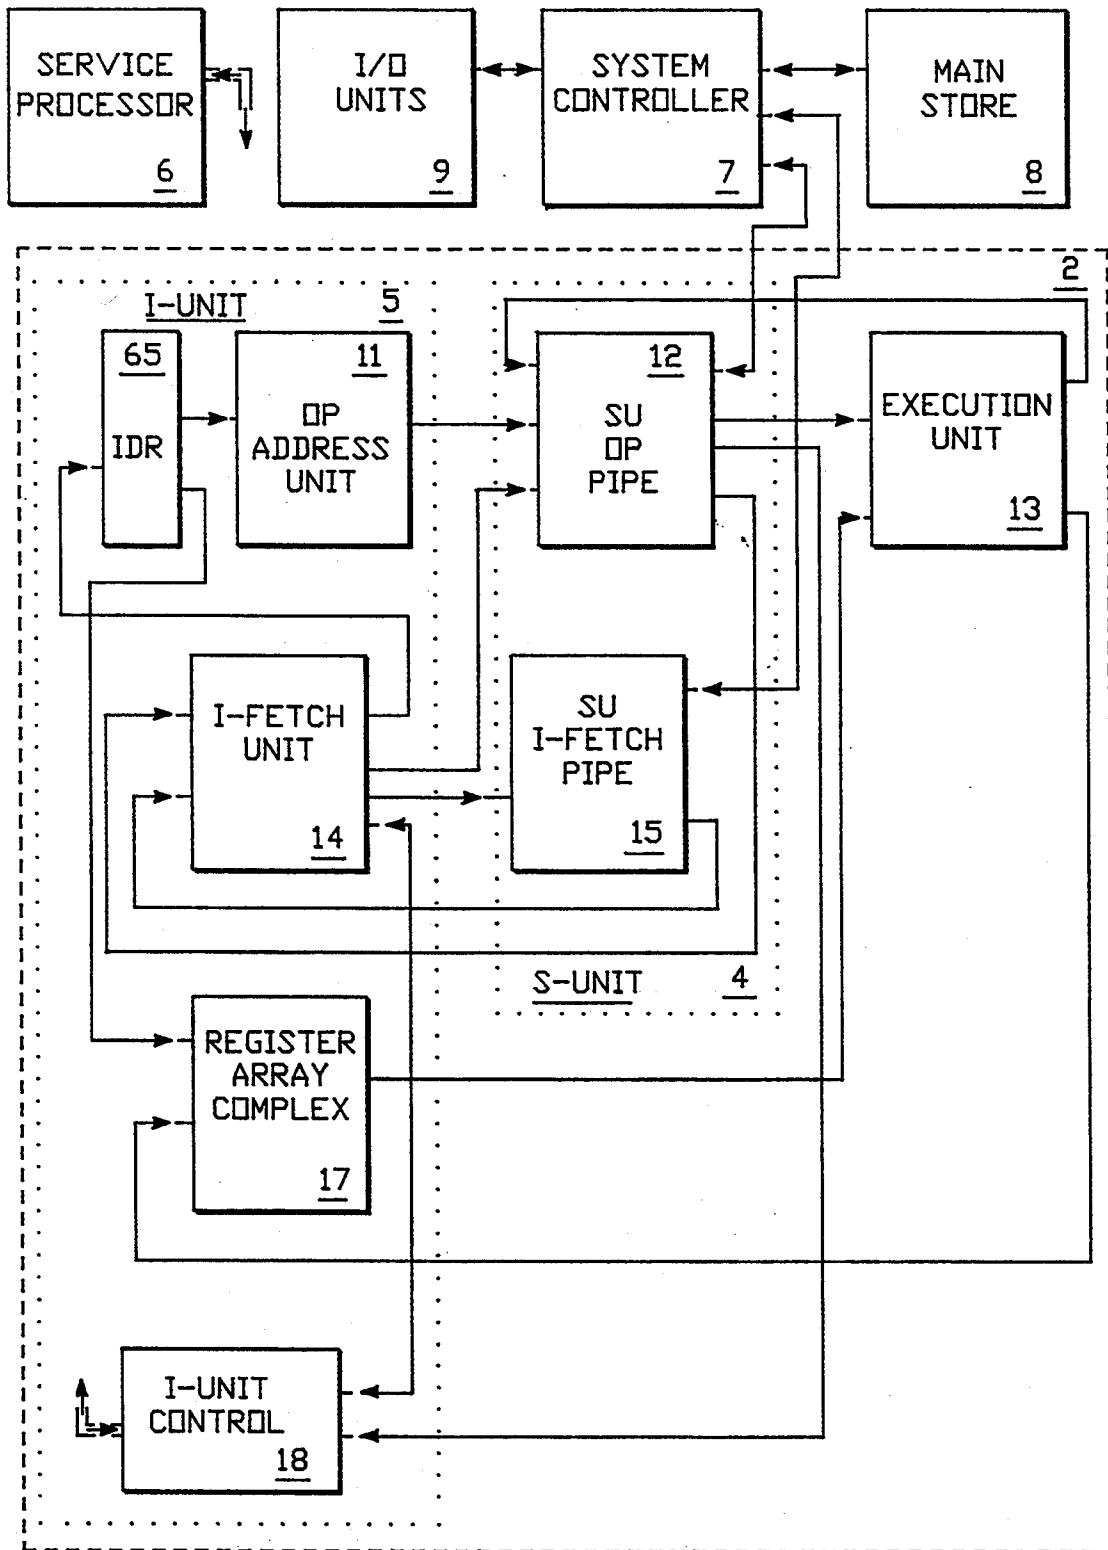 SERVICE
PROCESSOR
6
I/O
UNITS
9
SYSTEM
CONTROLLER
7
MAIN
STORE
8
2
I-UNIT
5
65
IDR
11
OP
ADDRESS
UNIT
12
SU
OP
PIPE
EXECUTION
UNIT
13
I-FETCH
UNIT
14
SU
I-FETCH
PIPE
15
S-UNIT
4
REGISTER
ARRAY
COMPLEX
17
I-UNIT
CONTROL
18